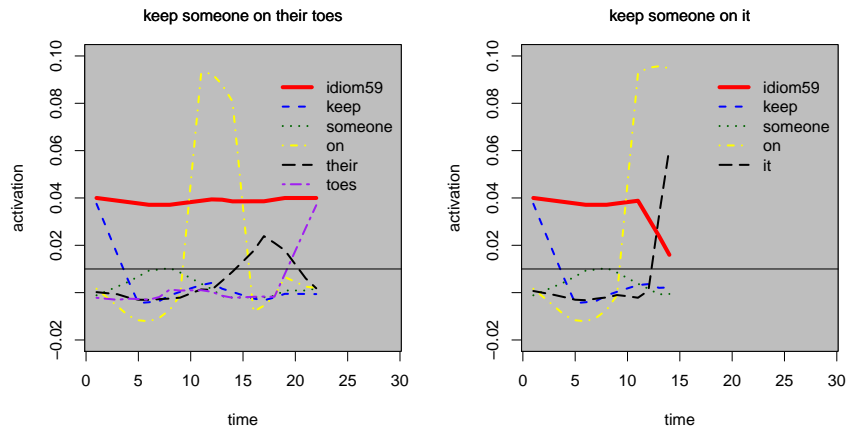 keep someone on their toes
activation
0.10
0.08
0.06
0.04
0.02
−0.02
idiom59
keep
someone
on
their
toes
0 5 10 15 20 25 30
time
keep someone on it
activation
0.10
0.08
0.06
0.04
0.02
−0.02
idiom59
keep
someone
on
it
0 5 10 15 20 25 30
time